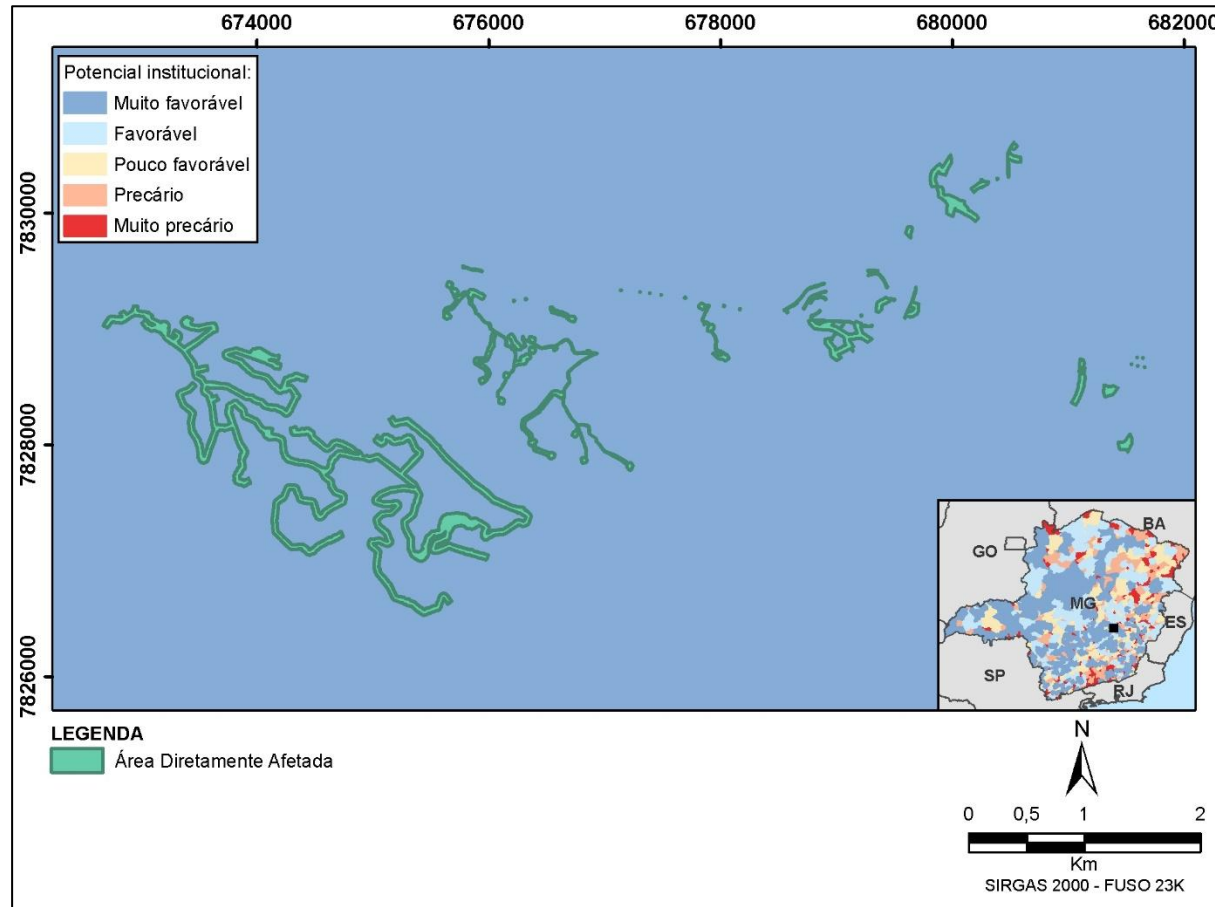 674000 676000 678000 680000 682000
Potencial institucional:
Muito favorável
Favorável
Pouco favorável
Precário
Muito precário
7830000
7828000
7826000
BA
GO
MG
ES
SP
RJ
LEGENDA
Área Diretamente Afetada
N
0 0,5 1 2
Km
SIRGAS 2000 - FUSO 23K